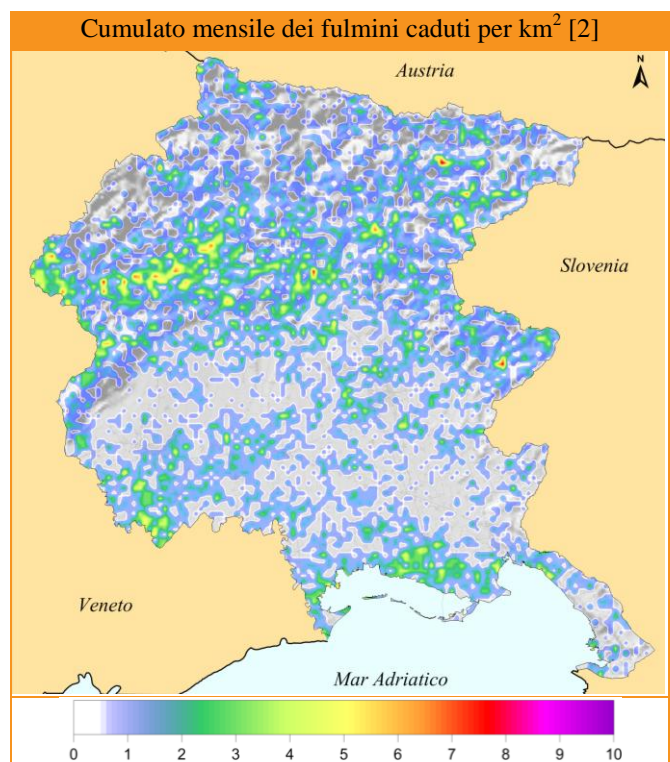 Cumulato mensile dei fulmini caduti per km² [2]
Austria
N
Slovenia
Veneto
Mar Adriatico
0 1 2 3 4 5 6 7 8 9 10